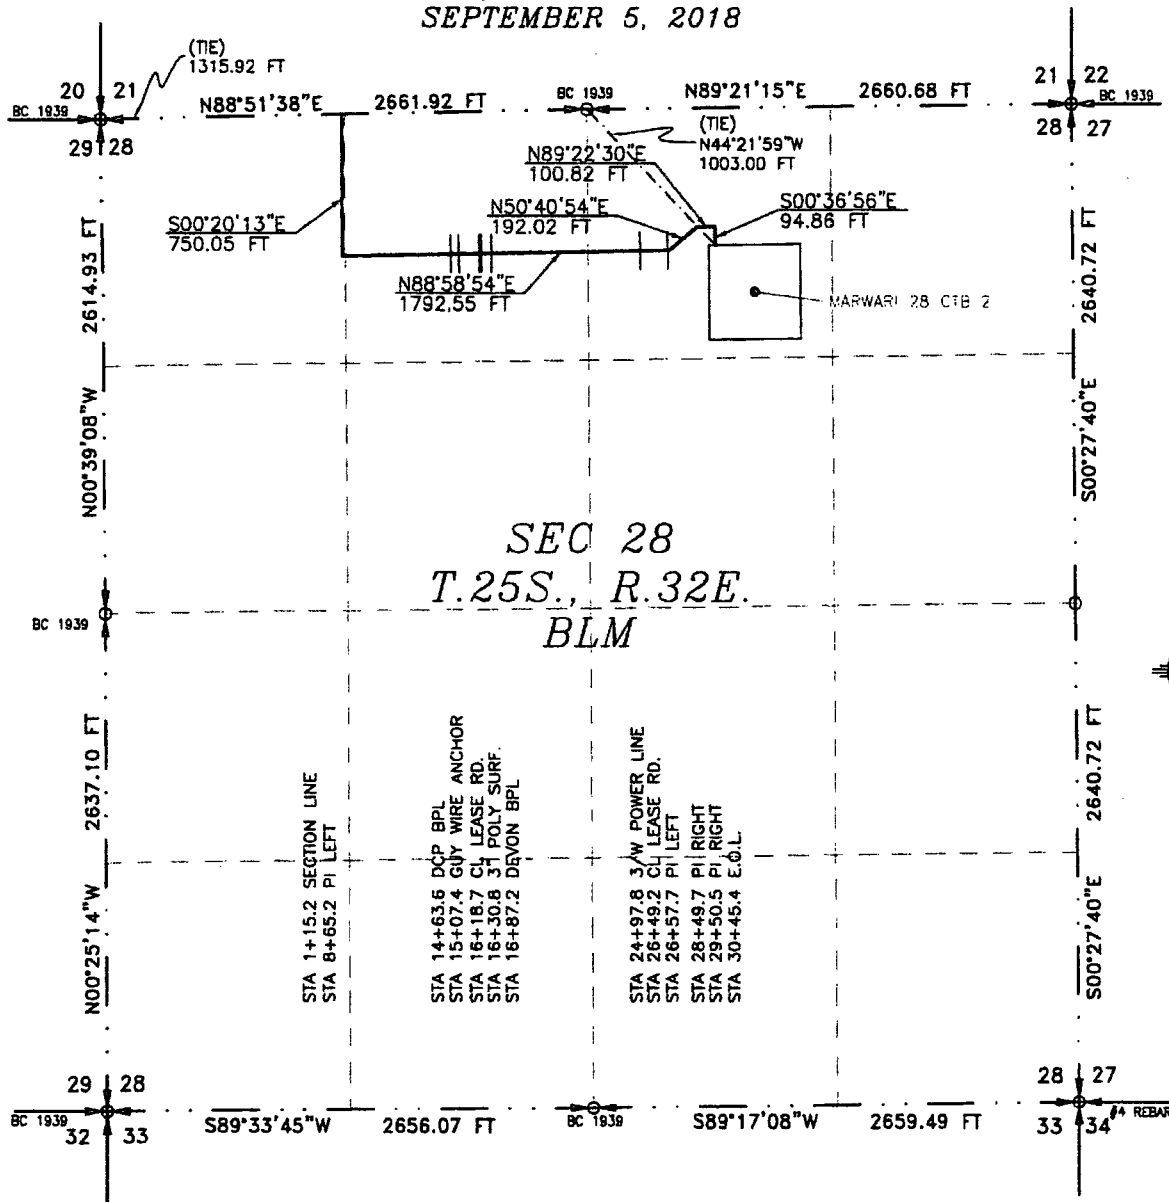 SEPTEMBER 5, 2018
(TIE)
1315.92 FT
20 21
BC 1939
29 28
N88°51'38"E 2661.92 FT
BC 1939
N89°21'15"E 2660.68 FT
21 22
BC 1939
28 27
(TIE)
N44°21'59"W
1003.00 FT
N89°22'30"E
100.82 FT
S00°20'13"E
750.05 FT
N50°40'54"E
192.02 FT
S00°36'56"E
94.86 FT
N88°58'54"E
1792.55 FT
MARWARI 28 CTB 2
N00°39'08"W 2614.93 FT
S00°27'40"E 2640.72 FT
SEC 28
T.25S., R.32E.
BLM
BC 1939
N00°25'14"W 2637.10 FT
S00°27'40"E 2640.72 FT
STA 1+15.2 SECTION LINE
STA 8+65.2 PI LEFT
STA 14+63.6 DCP BPL
STA 15+07.4 GUY WIRE ANCHOR
STA 16+18.7 CL LEASE RD.
STA 16+30.8 3" POLY SURF.
STA 16+87.2 DEVON BPL
STA 24+97.8 3/W POWER LINE
STA 26+49.2 CL LEASE RD.
STA 26+57.7 PI LEFT
STA 28+49.7 PI RIGHT
STA 29+50.5 PI RIGHT
STA 30+45.4 E.O.L.
29 28
BC 1939
32 33
S89°33'45"W 2656.07 FT
BC 1939
S89°17'08"W 2659.49 FT
28 27
#4 REBAR
33 34